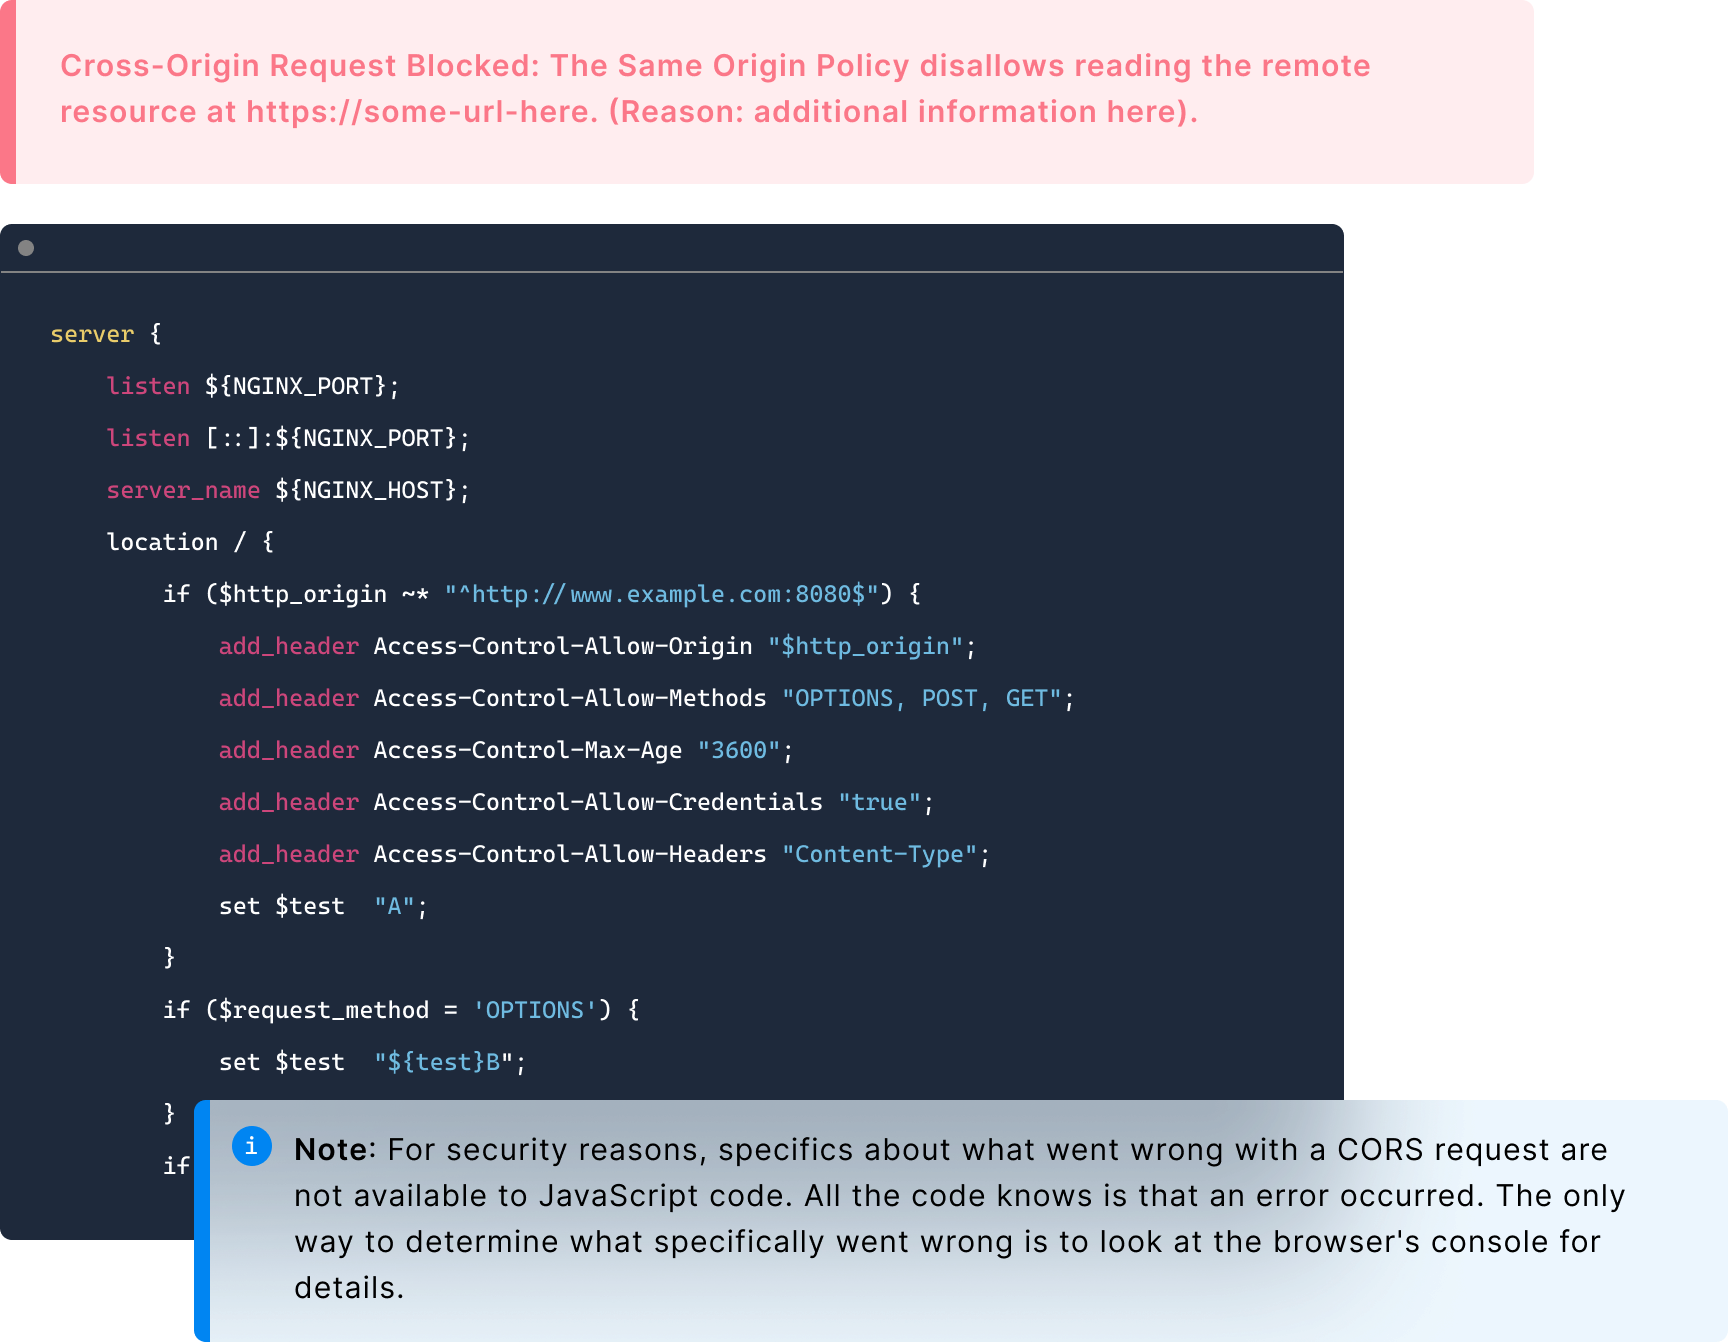 Cross-Origin Request Blocked: The Same Origin Policy disallows reading the remote
resource at https://some-url-here. (Reason: additional information here).
server {
    listen ${NGINX_PORT};
    listen [::]:${NGINX_PORT};
    server_name ${NGINX_HOST};
    location / {
        if ($http_origin ~* "^http://www.example.com:8080$") {
            add_header Access-Control-Allow-Origin "$http_origin";
            add_header Access-Control-Allow-Methods "OPTIONS, POST, GET";
            add_header Access-Control-Max-Age "3600";
            add_header Access-Control-Allow-Credentials "true";
            add_header Access-Control-Allow-Headers "Content-Type";
            set $test  "A";
        }
        if ($request_method = 'OPTIONS') {
            set $test  "${test}B";
        }
        if
i
Note: For security reasons, specifics about what went wrong with a CORS request are
not available to JavaScript code. All the code knows is that an error occurred. The only
way to determine what specifically went wrong is to look at the browser's console for
details.